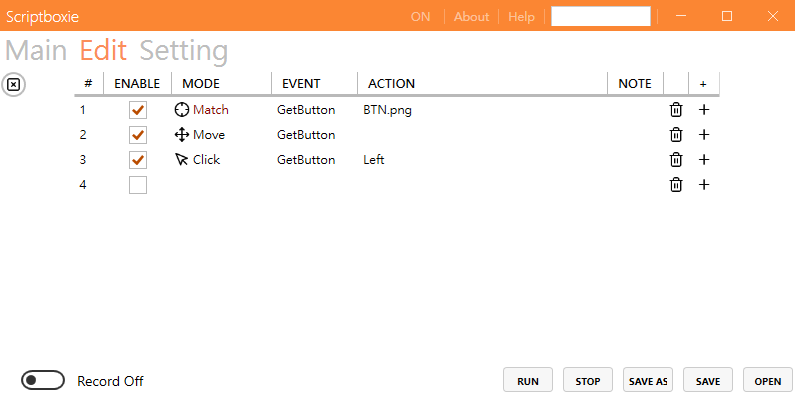 Scriptboxie ON About Help
Main Edit Setting
# ENABLE MODE EVENT ACTION NOTE +
1 Match GetButton BTN.png
2 Move GetButton
3 Click GetButton Left
4
Record Off RUN STOP SAVE AS SAVE OPEN